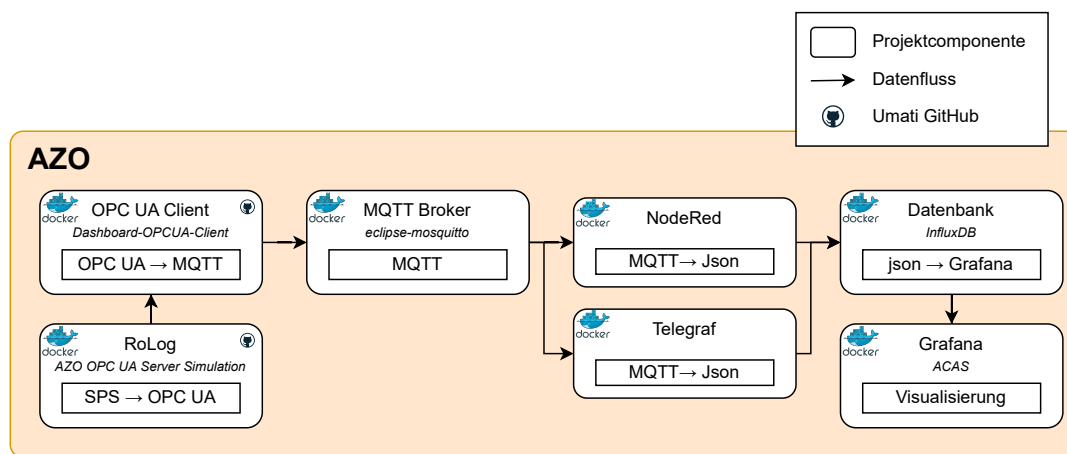 Projektcomponente
Datenfluss
Umati GitHub
AZO
docker
OPC UA Client
Dashboard-OPCUA-Client
OPC UA → MQTT
docker
MQTT Broker
eclipse-mosquitto
MQTT
docker
NodeRed
MQTT→ Json
docker
Datenbank
InfluxDB
json → Grafana
docker
RoLog
AZO OPC UA Server Simulation
SPS → OPC UA
docker
Telegraf
MQTT→ Json
docker
Grafana
ACAS
Visualisierung